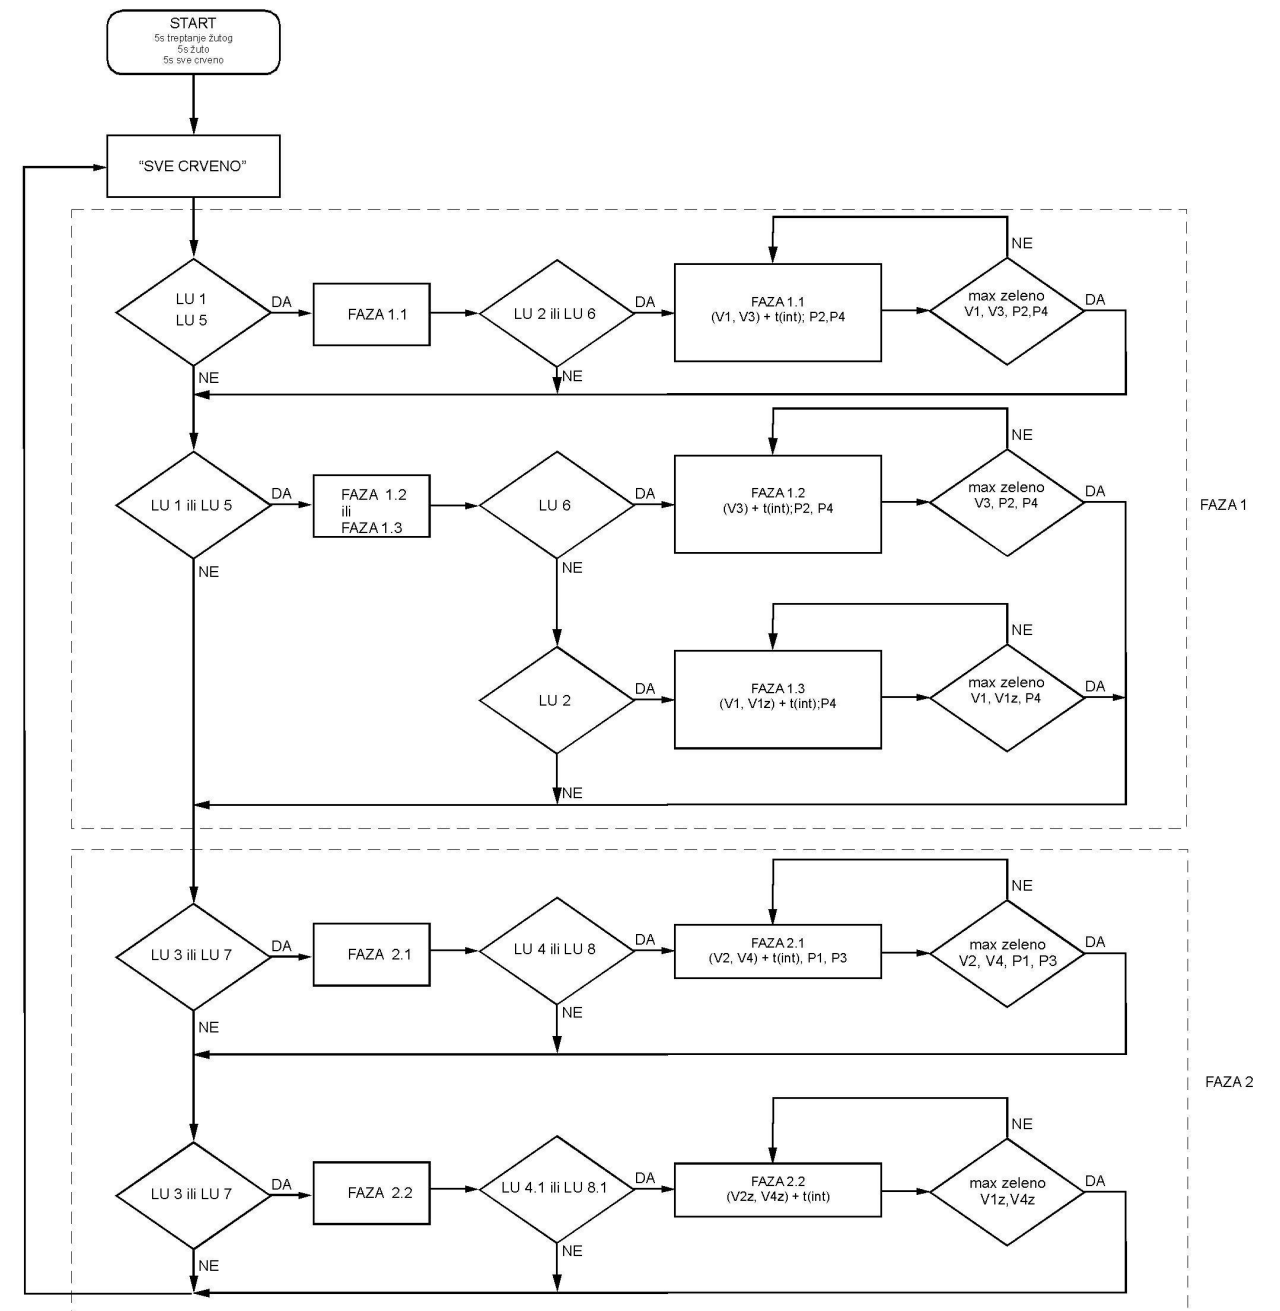 START
5s treptanje žutog
5s žuto
5s sve crveno
“SVE CRVENO”
LU 1
LU 5
DA
FAZA 1.1
LU 2 ili LU 6
DA
FAZA 1.1
(V1, V3) + t(int); P2,P4
max zeleno
V1, V3, P2,P4
NE
DA
NE
NE
LU 1 ili LU 5
DA
FAZA 1.2
ili
FAZA 1.3
LU 6
DA
FAZA 1.2
(V3) + t(int);P2, P4
max zeleno
V3, P2, P4
NE
DA
NE
NE
LU 2
DA
FAZA 1.3
(V1, V1z) + t(int);P4
max zeleno
V1, V1z, P4
NE
DA
NE
FAZA 1
LU 3 ili LU 7
DA
FAZA 2.1
LU 4 ili LU 8
DA
FAZA 2.1
(V2, V4) + t(int), P1, P3
max zeleno
V2, V4, P1, P3
NE
DA
NE
NE
LU 3 ili LU 7
DA
FAZA 2.2
LU 4.1 ili LU 8.1
DA
FAZA 2.2
(V2z, V4z) + t(int)
max zeleno
V1z,V4z
NE
DA
NE
NE
FAZA 2